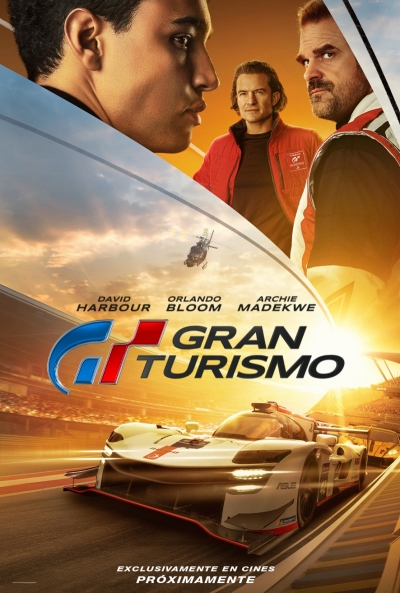 DAVID HARBOUR
ORLANDO BLOOM
ARCHIE MADEKWE
GRAN
TURISMO
EXCLUSIVAMENTE EN CINES
PRÓXIMAMENTE